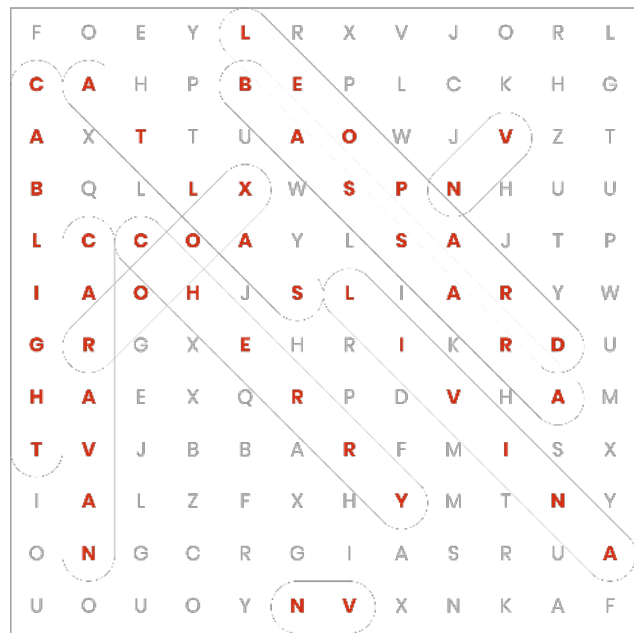 F O E Y L R X V J O R L
C A H P B E P L C K H G
A X T T U A O W J V Z T
B Q L L X W S P N H U U
L C C O A Y L S A J T P
I A O H J S L I A R Y W
G R G X E H R I K R D U
H A E X Q R P D V H A M
T V J B B A R F M I S X
I A L Z F X H Y M T N Y
O N G C R G I A S R U A
U O U O Y N V X N K A F